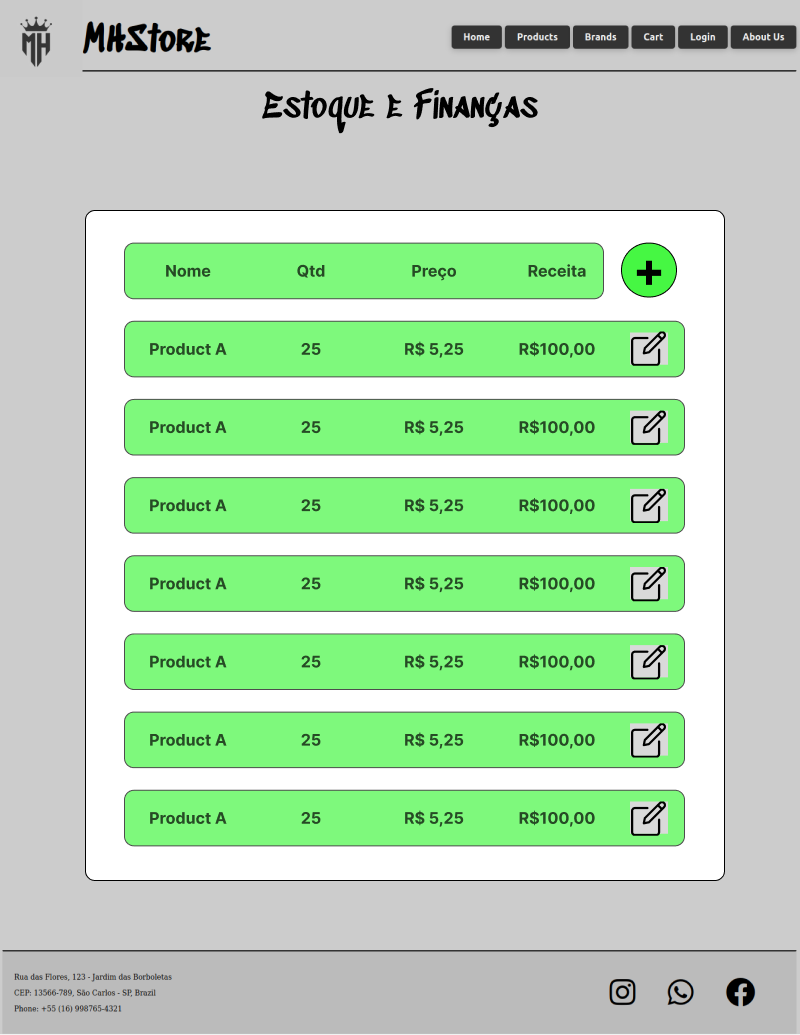 MH
MHStore
Home Products Brands Cart Login About Us
Estoque e Finanças
Nome Qtd Preço Receita +
Product A 25 R$ 5,25 R$100,00
Product A 25 R$ 5,25 R$100,00
Product A 25 R$ 5,25 R$100,00
Product A 25 R$ 5,25 R$100,00
Product A 25 R$ 5,25 R$100,00
Product A 25 R$ 5,25 R$100,00
Product A 25 R$ 5,25 R$100,00
Rua das Flores, 123 - Jardim das Borboletas
CEP: 13566-789, São Carlos - SP, Brazil
Phone: +55 (16) 998765-4321